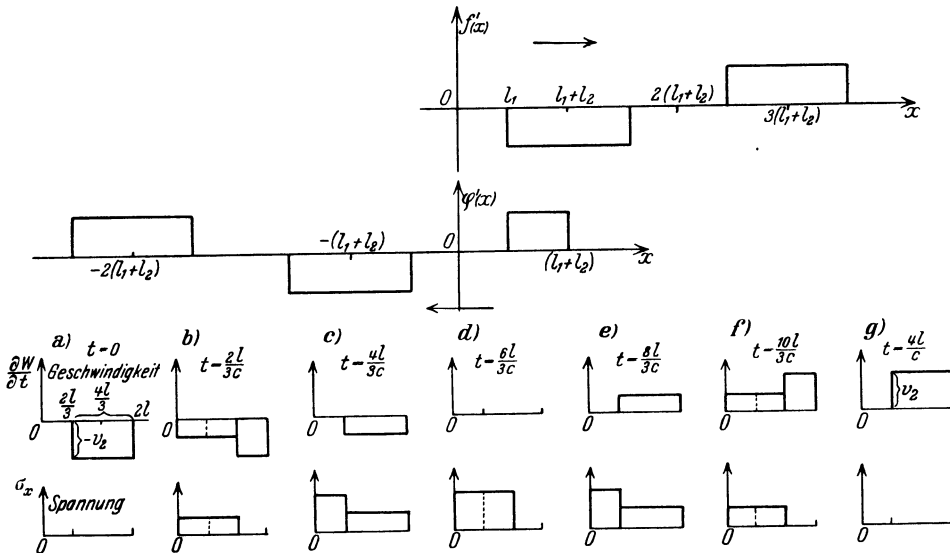 f'(x)
0 l₁ l₁+l₂ 2(l₁+l₂) 3(l₁+l₂) x
φ'(x)
-2(l₁+l₂) -(l₁+l₂) 0 (l₁+l₂) x
a) b) c) d) e) f) g)
t=0 t=2l/3c t=4l/3c t=6l/3c t=8l/3c t=10l/3c t=4l/c
∂W/∂t Geschwindigkeit
2l/3 4l/3 2l
0 -v₂ 0 0 0 0 0 0 v₂
σₓ Spannung
0 0 0 0 0 0 0